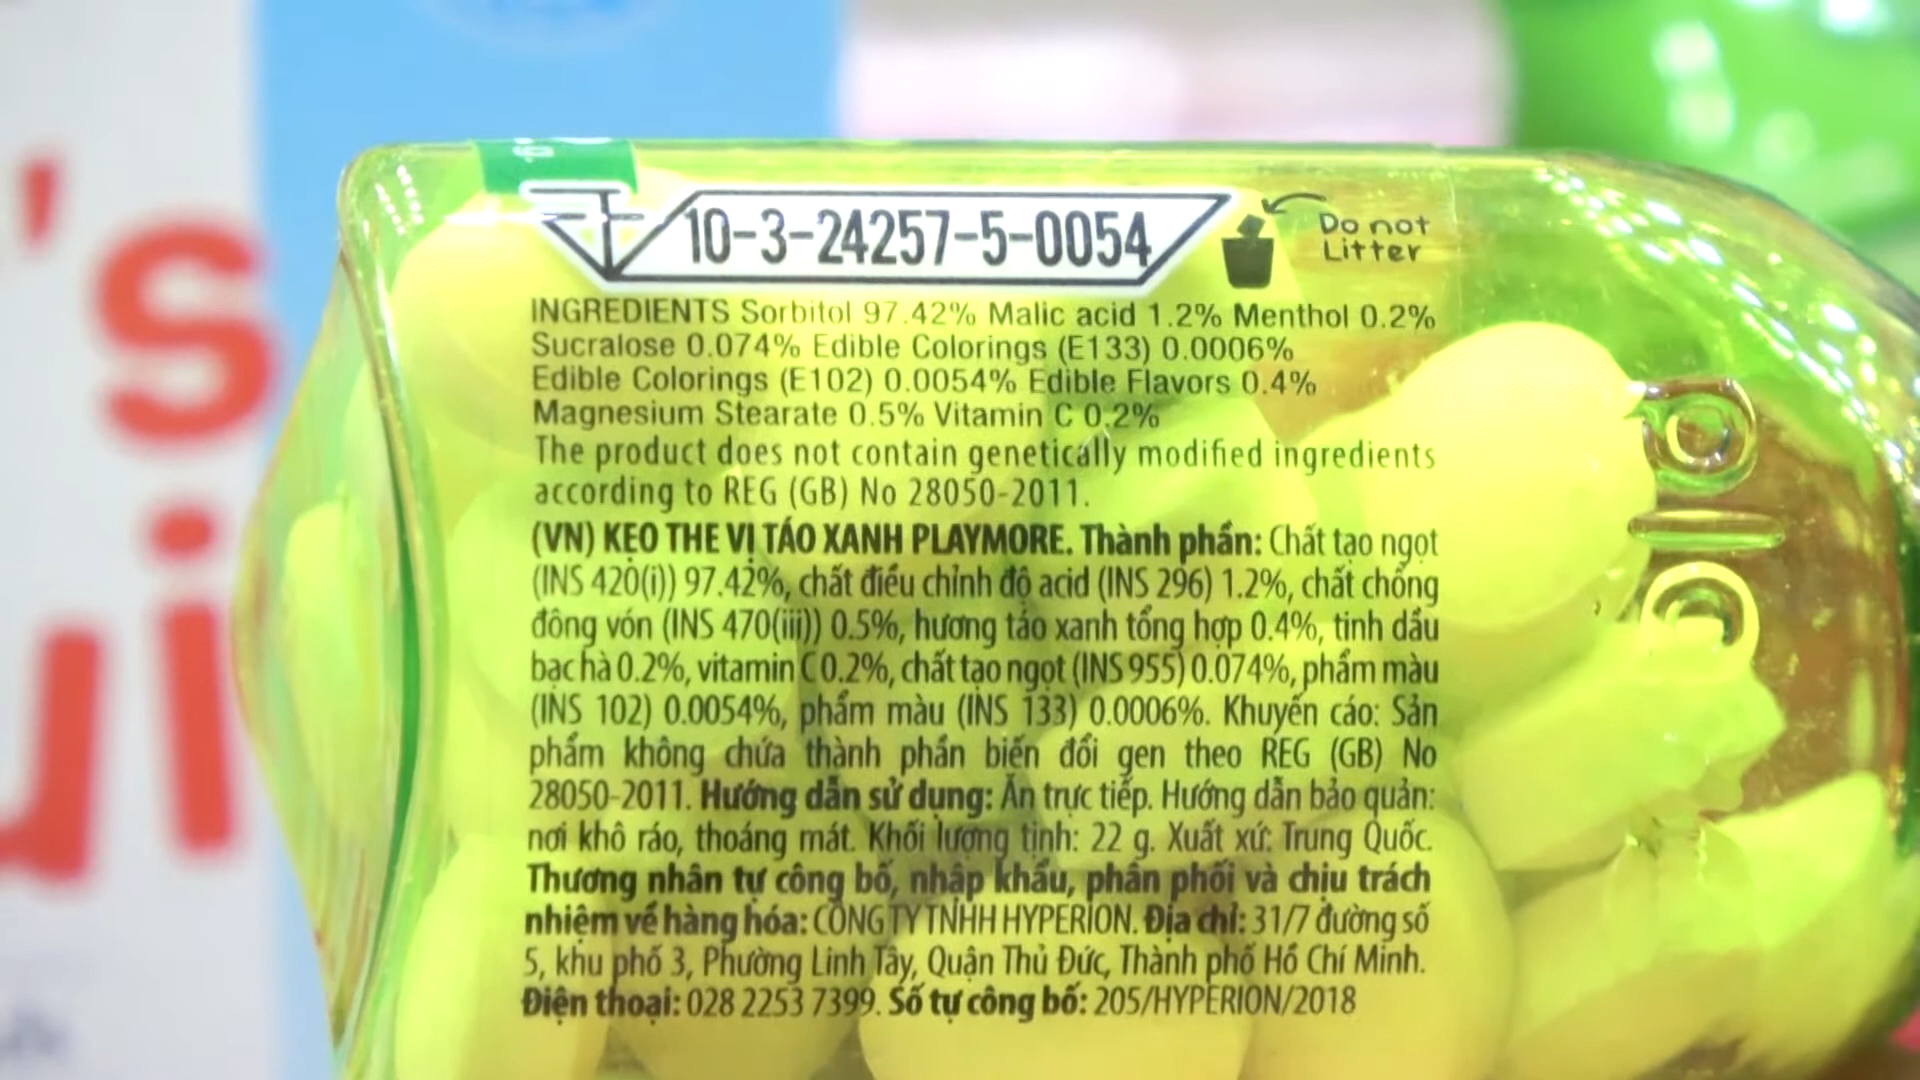 10-3-24257-5-0054
Do not
Litter
INGREDIENTS Sorbitol 97.42% Malic acid 1.2% Menthol 0.2%
Sucralose 0.074% Edible Colorings (E133) 0.0006%
Edible Colorings (E102) 0.0054% Edible Flavors 0.4%
Magnesium Stearate 0.5% Vitamin C 0.2%
The product does not contain genetically modified ingredients
according to REG (GB) No 28050-2011.
(VN) KẸO THE VỊ TÁO XANH PLAYMORE. Thành phần: Chất tạo ngọt
(INS 420(i)) 97.42%, chất điều chỉnh độ acid (INS 296) 1.2%, chất chống
đông vón (INS 470(iii)) 0.5%, hương táo xanh tổng hợp 0.4%, tinh dầu
bạc hà 0.2%, vitamin C 0.2%, chất tạo ngọt (INS 955) 0.074%, phẩm màu
(INS 102) 0.0054%, phẩm màu (INS 133) 0.0006%. Khuyến cáo: Sản
phẩm không chứa thành phần biến đổi gen theo REG (GB) No
28050-2011. Hướng dẫn sử dụng: Ăn trực tiếp. Hướng dẫn bảo quản:
nơi khô ráo, thoáng mát. Khối lượng tịnh: 22 g. Xuất xứ: Trung Quốc.
Thương nhân tự công bố, nhập khẩu, phân phối và chịu trách
nhiệm về hàng hóa: CÔNG TY TNHH HYPERION. Địa chỉ: 31/7 đường số
5, khu phố 3, Phường Linh Tây, Quận Thủ Đức, Thành phố Hồ Chí Minh.
Điện thoại: 028 2253 7399. Số tự công bố: 205/HYPERION/2018
's
ui